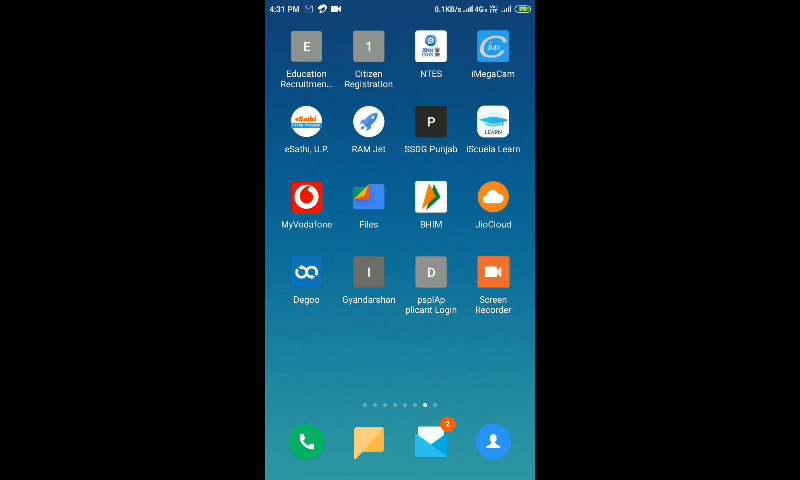 4:31 PM
0.1KB/s 4G
E
1
Education
Recruitmen...
Citizen
Registration
NTES
iMegaCam
eSathi
P
LEARN
eSathi, U.P.
RAM Jet
SSDG Punjab
iScuela Learn
MyVodafone
Files
BHIM
JioCloud
I
D
Degoo
Gyandarshan
psplAp
plicant Login
Screen
Recorder
2